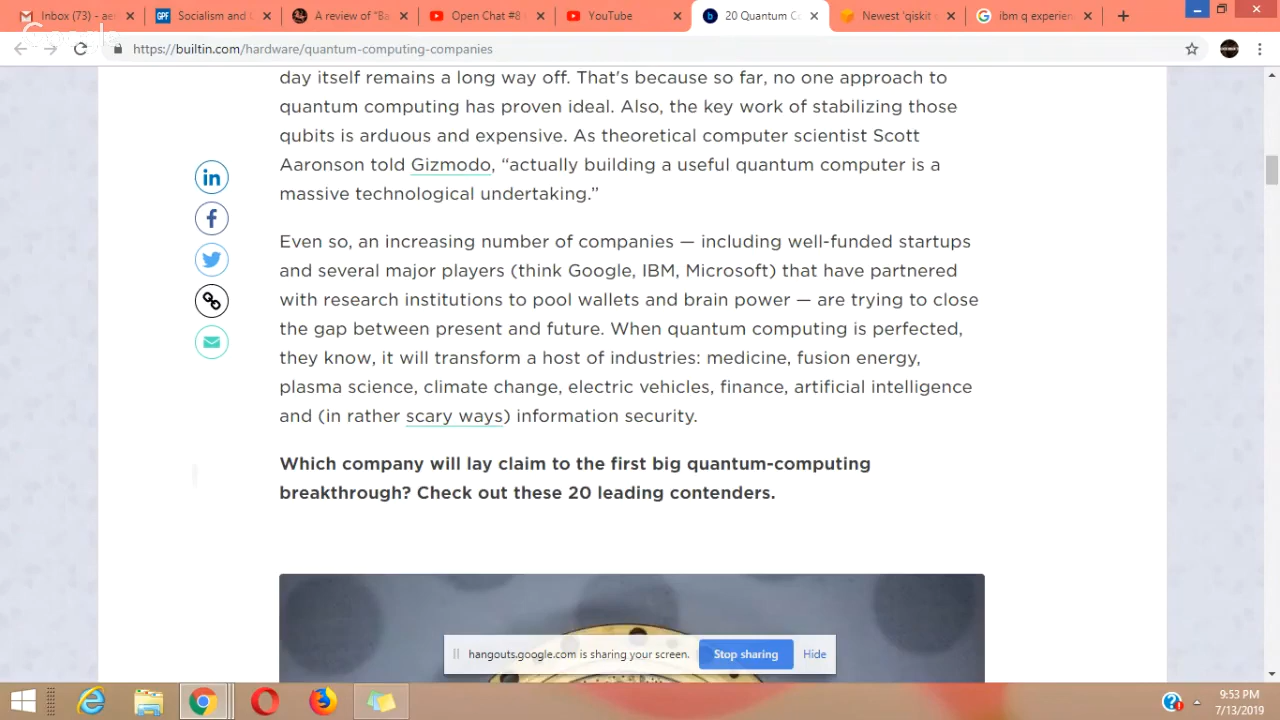 Inbox (73) - aes
Socialism and
A review of "Ba
Open Chat #8
YouTube
20 Quantum Co
Newest 'qiskit
ibm q experien
Google
https://builtin.com/hardware/quantum-computing-companies
day itself remains a long way off. That's because so far, no one approach to
quantum computing has proven ideal. Also, the key work of stabilizing those
qubits is arduous and expensive. As theoretical computer scientist Scott
Aaronson told Gizmodo, “actually building a useful quantum computer is a
massive technological undertaking.”
Even so, an increasing number of companies — including well-funded startups
and several major players (think Google, IBM, Microsoft) that have partnered
with research institutions to pool wallets and brain power — are trying to close
the gap between present and future. When quantum computing is perfected,
they know, it will transform a host of industries: medicine, fusion energy,
plasma science, climate change, electric vehicles, finance, artificial intelligence
and (in rather scary ways) information security.
Which company will lay claim to the first big quantum-computing
breakthrough? Check out these 20 leading contenders.
hangouts.google.com is sharing your screen.
Stop sharing
Hide
9:53 PM
7/13/2019